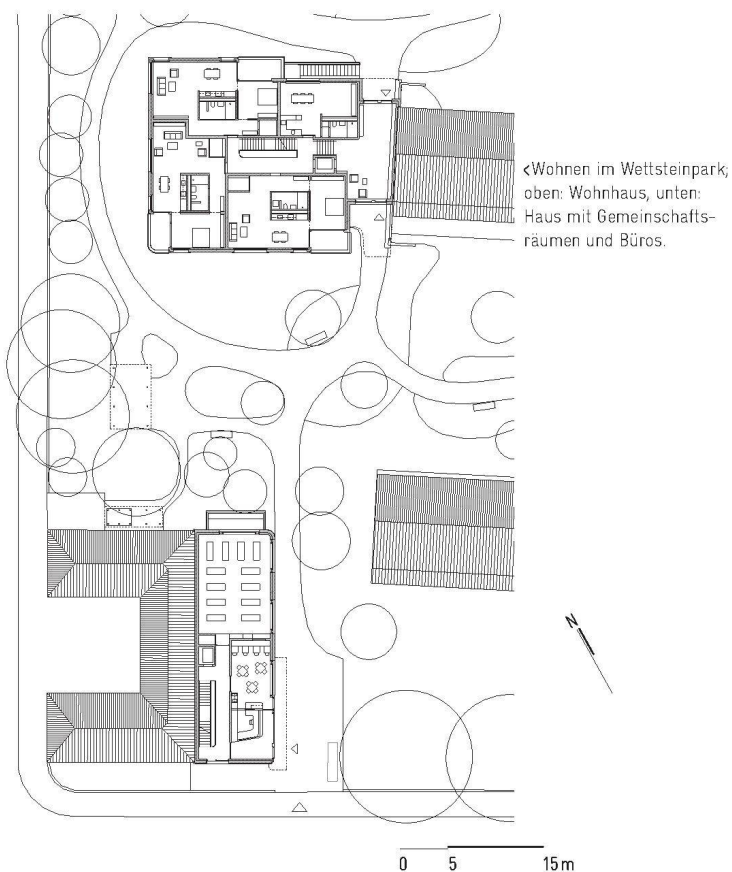 <Wohnen im Wettsteinpark;
oben: Wohnhaus, unten:
Haus mit Gemeinschafts-
räumen und Büros.
N
0 5 15 m